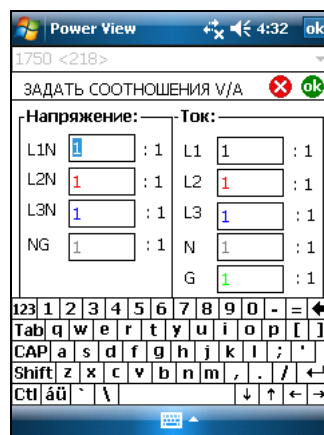 Power View 4:32 ok
1750 <218>
ЗАДАТЬ СООТНОШЕНИЯ V/A ok
Напряжение: Ток:
L1N 1 : 1 L1 1 : 1
L2N 1 : 1 L2 1 : 1
L3N 1 : 1 L3 1 : 1
NG 1 : 1 N 1 : 1
G 1 : 1
123 1 2 3 4 5 6 7 8 9 0 - =
Tab q w e r t y u i o p [ ]
CAP a s d f g h j k l ; '
Shift z x c v b n m , . /
Ctl áü ` \